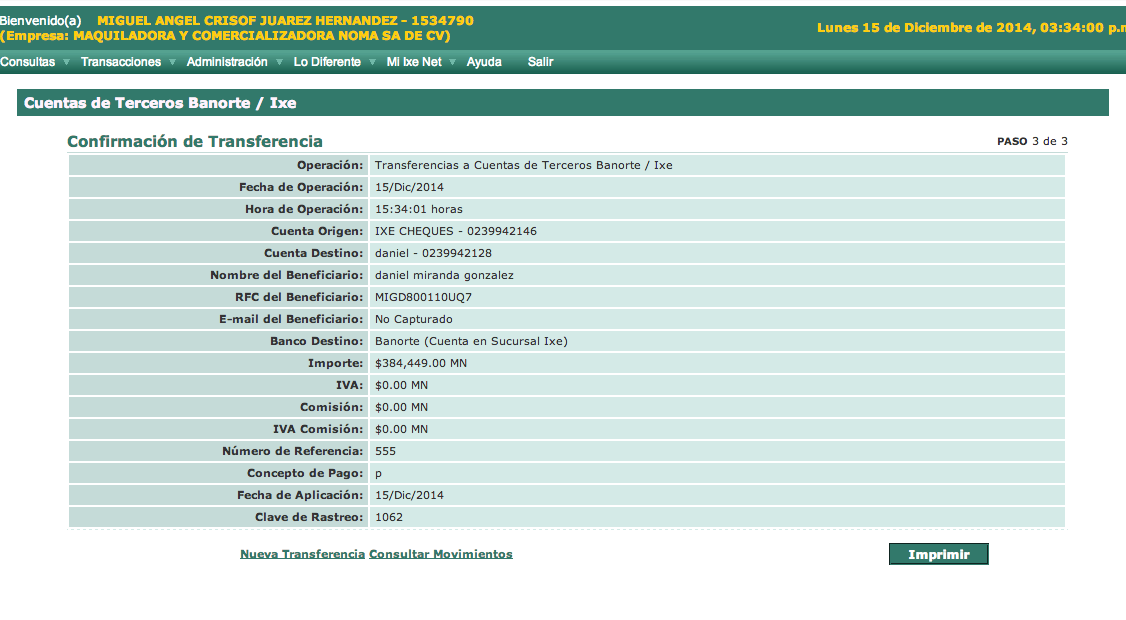 Bienvenido(a) MIGUEL ANGEL CRISOF JUAREZ HERNANDEZ - 1534790
(Empresa: MAQUILADORA Y COMERCIALIZADORA NOMA SA DE CV)
Lunes 15 de Diciembre de 2014, 03:34:00 p.m
Consultas Transacciones Administración Lo Diferente Mi Ixe Net Ayuda Salir
Cuentas de Terceros Banorte / Ixe
Confirmación de Transferencia PASO 3 de 3
Operación: Transferencias a Cuentas de Terceros Banorte / Ixe
Fecha de Operación: 15/Dic/2014
Hora de Operación: 15:34:01 horas
Cuenta Origen: IXE CHEQUES - 0239942146
Cuenta Destino: daniel - 0239942128
Nombre del Beneficiario: daniel miranda gonzalez
RFC del Beneficiario: MIGD800110UQ7
E-mail del Beneficiario: No Capturado
Banco Destino: Banorte (Cuenta en Sucursal Ixe)
Importe: $384,449.00 MN
IVA: $0.00 MN
Comisión: $0.00 MN
IVA Comisión: $0.00 MN
Número de Referencia: 555
Concepto de Pago: p
Fecha de Aplicación: 15/Dic/2014
Clave de Rastreo: 1062
Nueva Transferencia Consultar Movimientos Imprimir